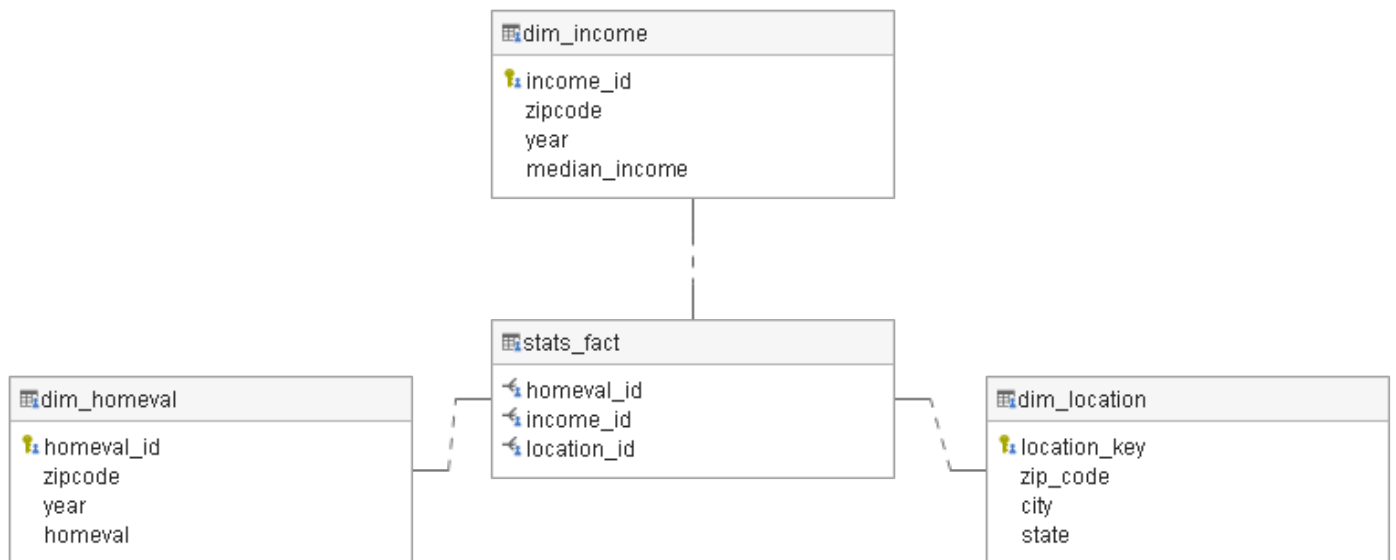 dim_income
income_id
zipcode
year
median_income
stats_fact
homeval_id
income_id
location_id
dim_homeval
homeval_id
zipcode
year
homeval
dim_location
location_key
zip_code
city
state